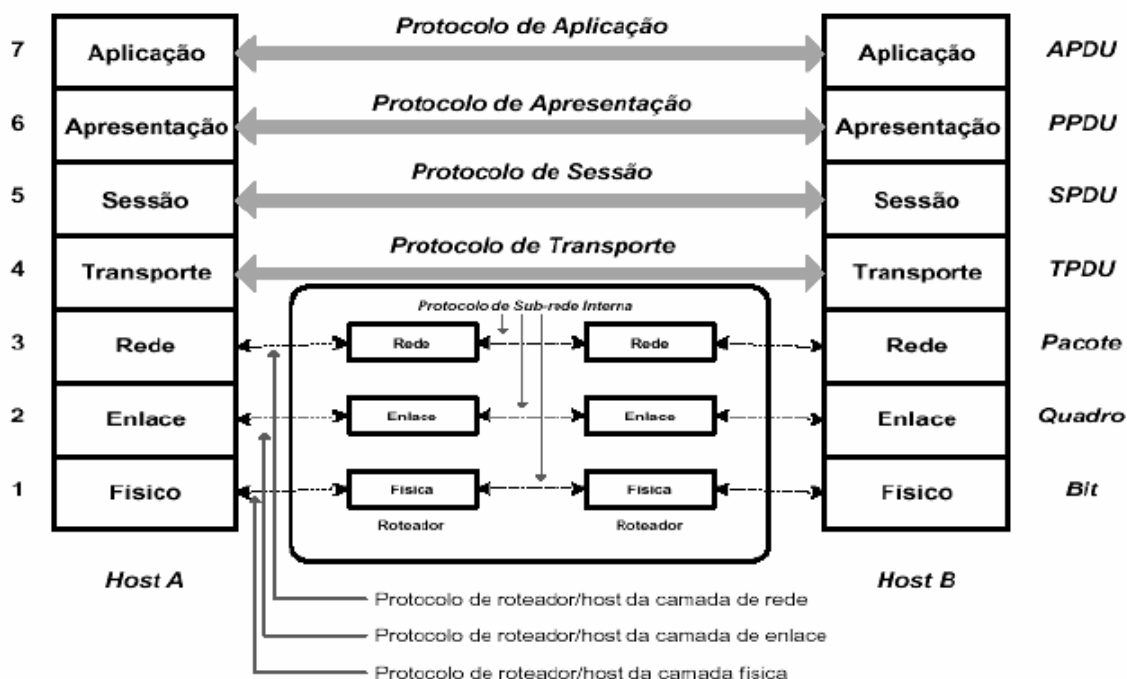 Protocolo de Aplicação
7 Aplicação Aplicação APDU
Protocolo de Apresentação
6 Apresentação Apresentação PPDU
Protocolo de Sessão
5 Sessão Sessão SPDU
Protocolo de Transporte
4 Transporte Transporte TPDU
Protocolo de Sub-rede Interna
3 Rede Rede Rede Rede Pacote
2 Enlace Enlace Enlace Enlace Quadro
1 Físico Física Física Físico Bit
Roteador Roteador
Host A Host B
Protocolo de roteador/host da camada de rede
Protocolo de roteador/host da camada de enlace
Protocolo de roteador/host da camada física